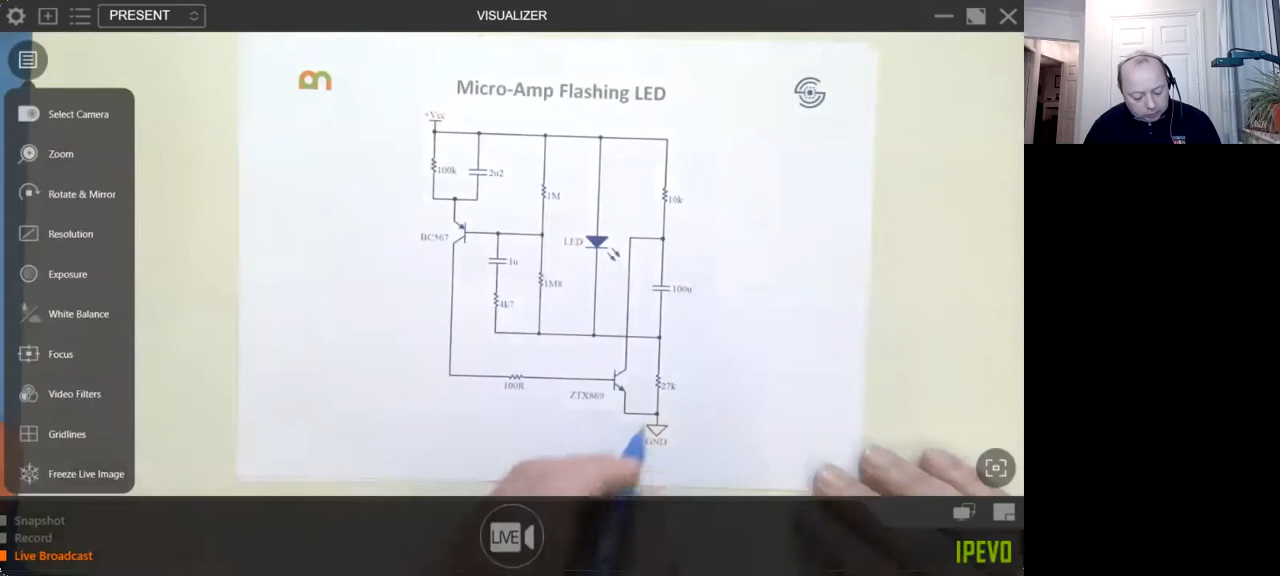 PRESENT
VISUALIZER
Select Camera
Zoom
Rotate & Mirror
Resolution
Exposure
White Balance
Focus
Video Filters
Gridlines
Freeze Live Image
Snapshot
Record
Live Broadcast
LIVE
IPEVO
Micro-Amp Flashing LED
+Vcc
100k
2u2
1M
10k
BC567
LED
1u
1M8
100u
4k7
100R
ZTX869
27k
GND